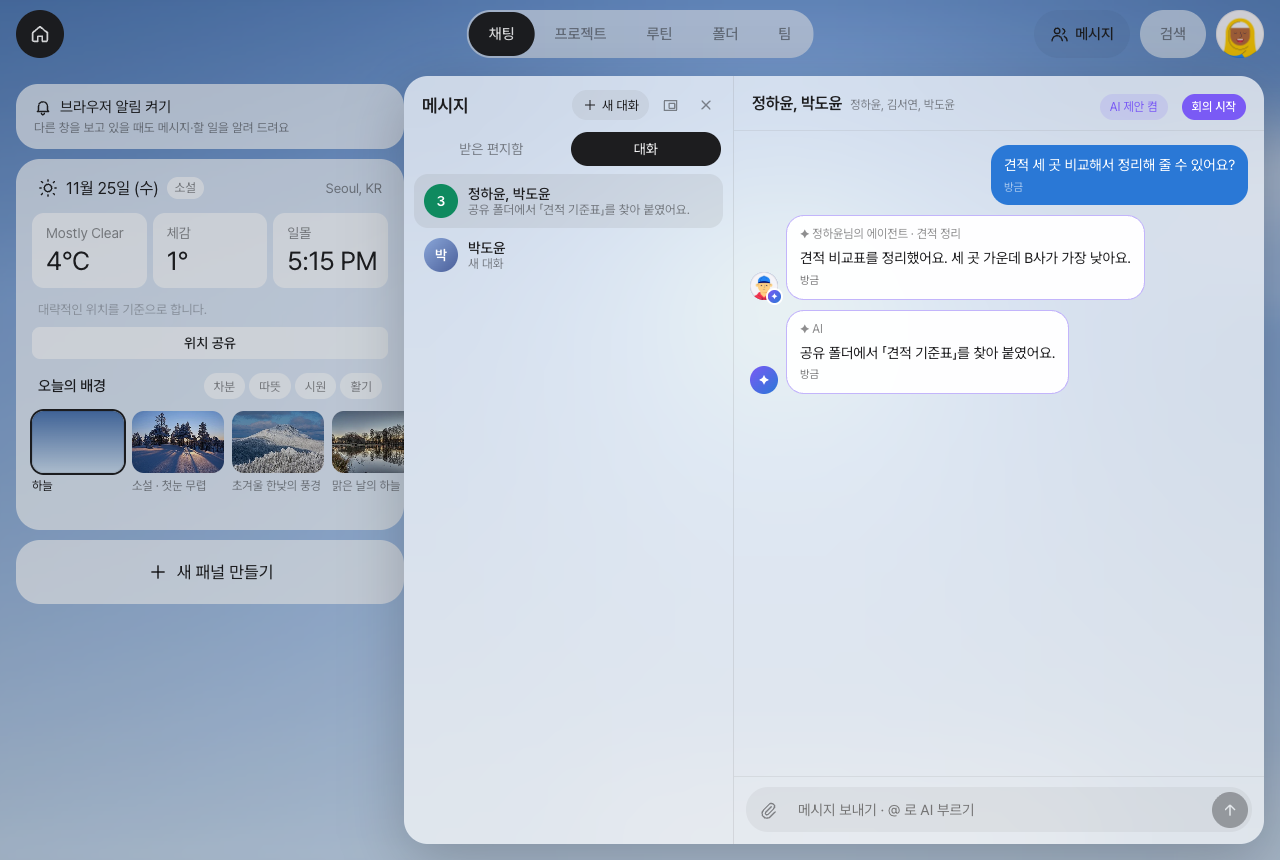 채팅
프로젝트
루틴
폴더
팀
메시지
검색
브라우저 알림 켜기
다른 창을 보고 있을 때도 메시지·할 일을 알려 드려요
11월 25일 (수)
소설
Seoul, KR
Mostly Clear
4°C
체감
1°
일몰
5:15 PM
대략적인 위치를 기준으로 합니다.
위치 공유
오늘의 배경
차분
따뜻
시원
활기
하늘
소설 · 첫눈 무렵
초겨울 한낮의 풍경
맑은 날의 하늘
새 패널 만들기
메시지
새 대화
받은 편지함
대화
3
정하윤, 박도윤
공유 폴더에서 「견적 기준표」를 찾아 붙였어요.
박
박도윤
새 대화
정하윤, 박도윤
정하윤, 김서연, 박도윤
AI 제안 켬
회의 시작
견적 세 곳 비교해서 정리해 줄 수 있어요?
방금
정하윤님의 에이전트 · 견적 정리
견적 비교표를 정리했어요. 세 곳 가운데 B사가 가장 낮아요.
방금
AI
공유 폴더에서 「견적 기준표」를 찾아 붙였어요.
방금
메시지 보내기 · @ 로 AI 부르기